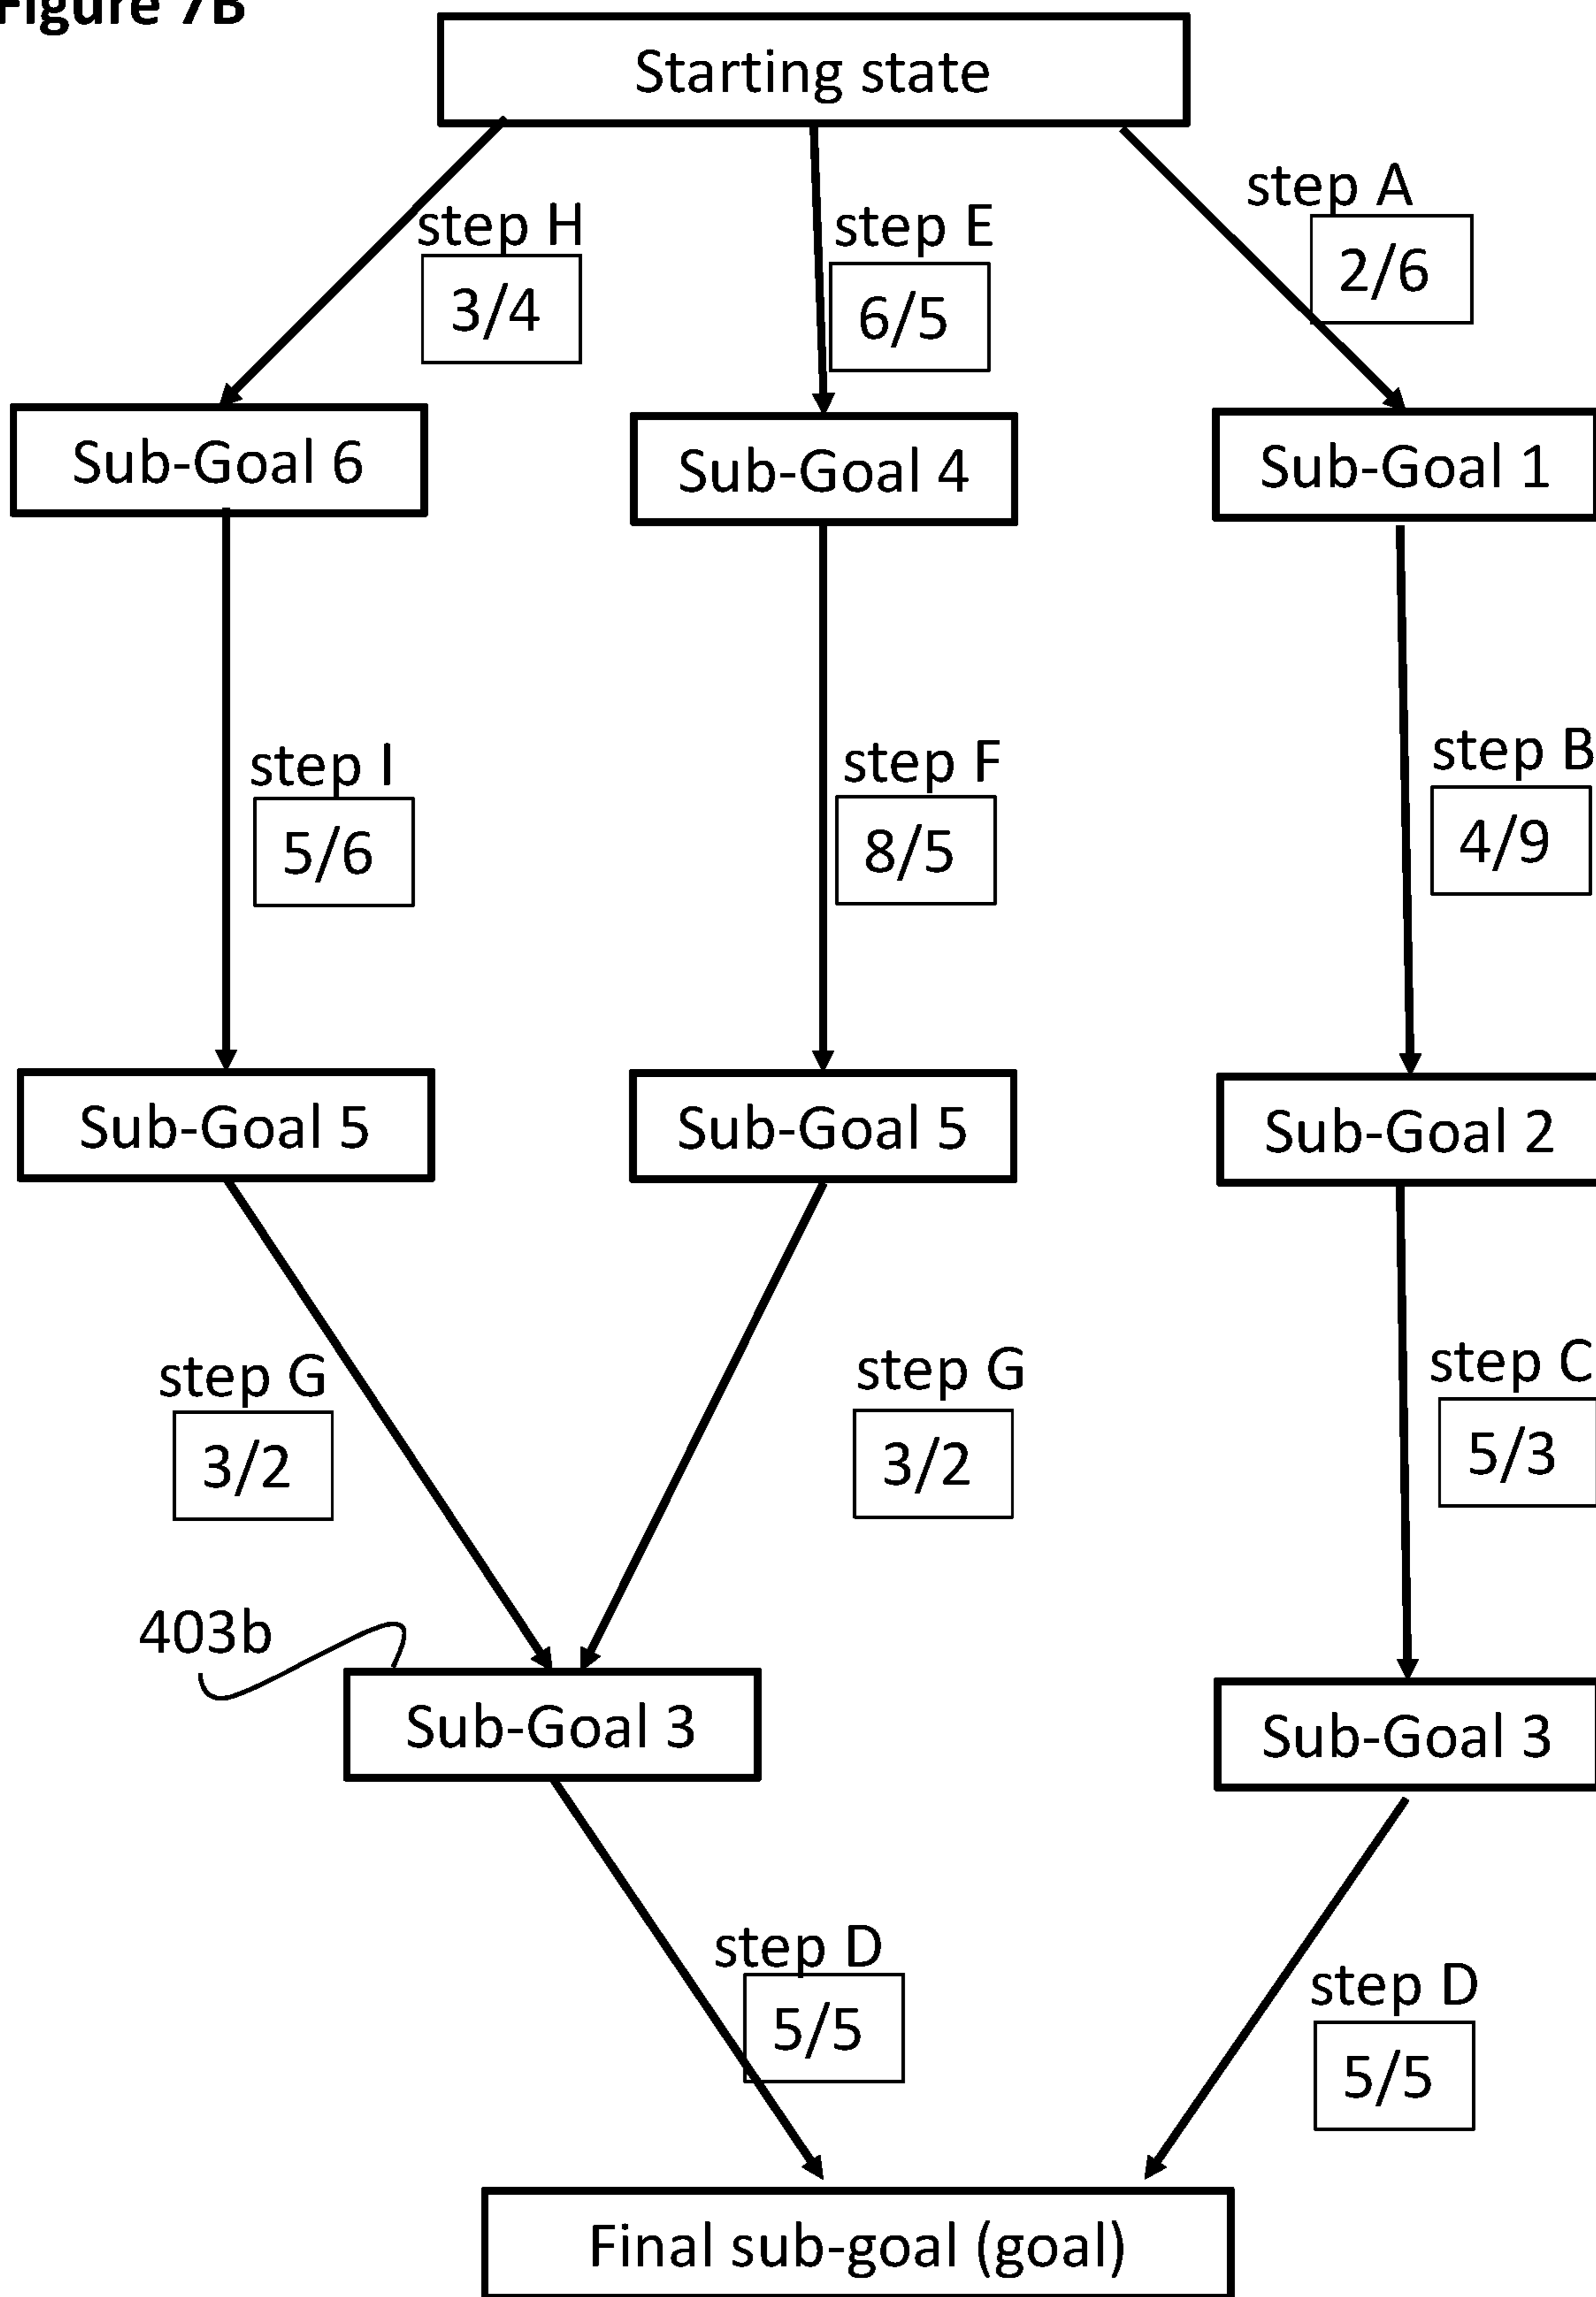 Figure 7B
Starting state
step H
3/4
step E
6/5
step A
2/6
Sub-Goal 6
Sub-Goal 4
Sub-Goal 1
step I
5/6
step F
8/5
step B
4/9
Sub-Goal 5
Sub-Goal 5
Sub-Goal 2
step G
3/2
step G
3/2
step C
5/3
403b
Sub-Goal 3
Sub-Goal 3
step D
5/5
step D
5/5
Final sub-goal (goal)